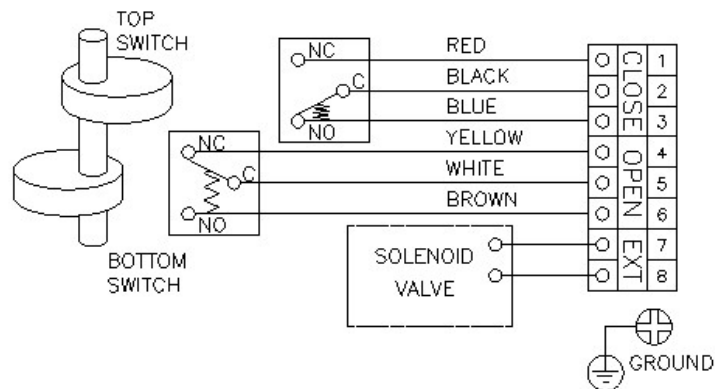 TOP
SWITCH
NC
C
NO
RED
BLACK
BLUE
YELLOW
WHITE
BROWN
NC
C
NO
BOTTOM
SWITCH
SOLENOID
VALVE
CLOSE
OPEN
EXT
1
2
3
4
5
6
7
8
GROUND